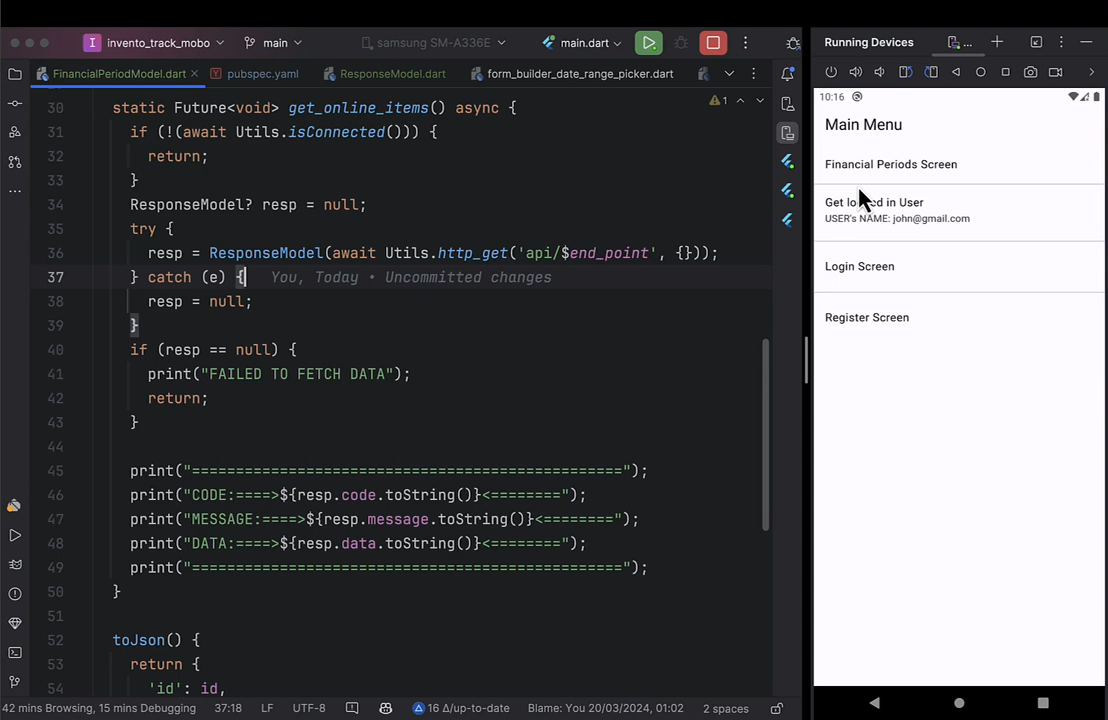 invento_track_mobo
main
samsung SM-A336E
main.dart
Running Devices
...
FinancialPeriodModel.dart
pubspec.yaml
ResponseModel.dart
form_builder_date_range_picker.dart
10:16
Main Menu
30 static Future<void> get_online_items() async {
31 if (!(await Utils.isConnected())) {
32 return;
33 }
34 ResponseModel? resp = null;
35 try {
36 resp = ResponseModel(await Utils.http_get('api/$end_point', {}));
37 } catch (e) { You, Today • Uncommitted changes
38 resp = null;
39 }
40 if (resp == null) {
41 print("FAILED TO FETCH DATA");
42 return;
43 }
44
45 print("================================================");
46 print("CODE:====>${resp.code.toString()}<========");
47 print("MESSAGE:====>${resp.message.toString()}<========");
48 print("DATA:====>${resp.data.toString()}<========");
49 print("================================================");
50 }
51
52 toJson() {
53 return {
54 'id': id,
1
Financial Periods Screen
Get in User
USER's NAME: john@gmail.com
Login Screen
Register Screen
42 mins Browsing, 15 mins Debugging
37:18
LF
UTF-8
16 Δ/up-to-date
Blame: You 20/03/2024, 01:02
2 spaces